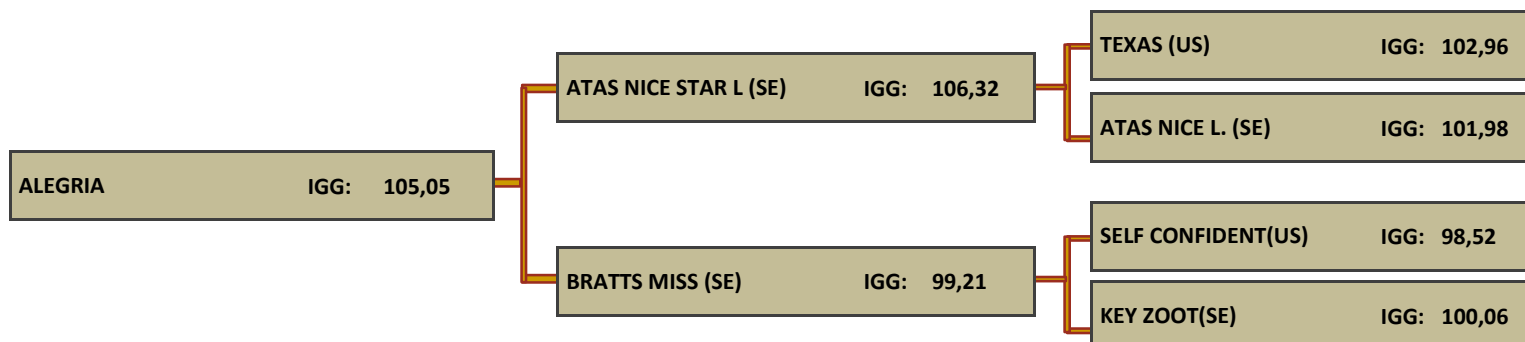 TEXAS (US) IGG: 102,96
ATAS NICE STAR L (SE) IGG: 106,32
ATAS NICE L. (SE) IGG: 101,98
ALEGRIA IGG: 105,05
SELF CONFIDENT(US) IGG: 98,52
BRATTS MISS (SE) IGG: 99,21
KEY ZOOT(SE) IGG: 100,06